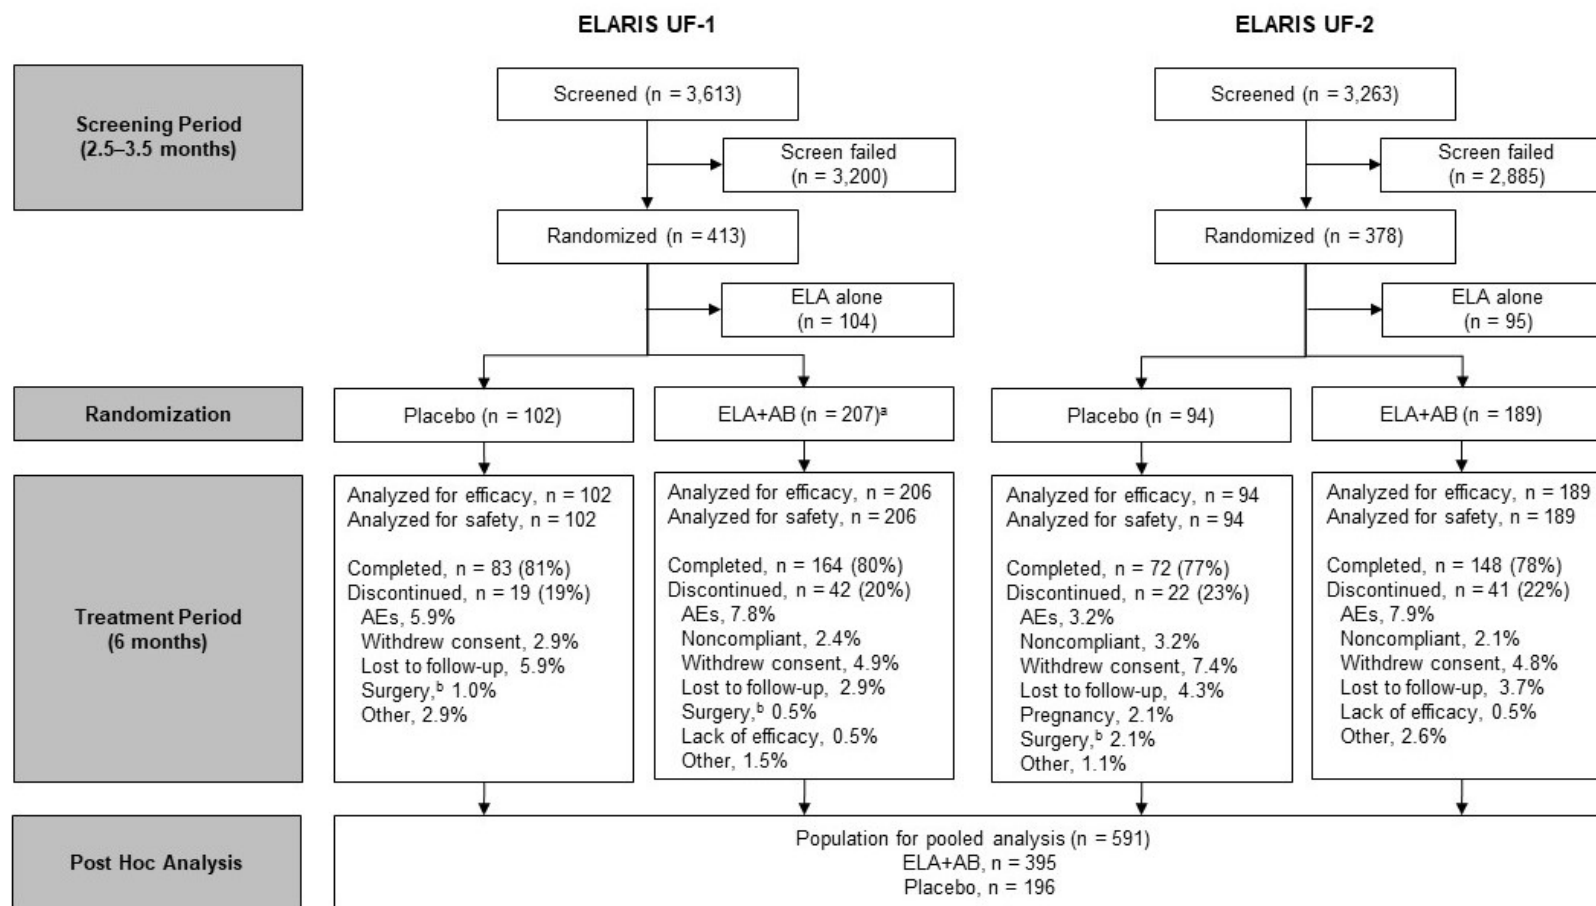 ELARIS UF-1
ELARIS UF-2
Screening Period
(2.5–3.5 months)
Screened (n = 3,613)
Screen failed
(n = 3,200)
Randomized (n = 413)
ELA alone
(n = 104)
Screened (n = 3,263)
Screen failed
(n = 2,885)
Randomized (n = 378)
ELA alone
(n = 95)
Randomization
Placebo (n = 102)
ELA+AB (n = 207)ᵃ
Placebo (n = 94)
ELA+AB (n = 189)
Treatment Period
(6 months)
Analyzed for efficacy, n = 102
Analyzed for safety, n = 102
Completed, n = 83 (81%)
Discontinued, n = 19 (19%)
AEs, 5.9%
Withdrew consent, 2.9%
Lost to follow-up, 5.9%
Surgery,ᵇ 1.0%
Other, 2.9%
Analyzed for efficacy, n = 206
Analyzed for safety, n = 206
Completed, n = 164 (80%)
Discontinued, n = 42 (20%)
AEs, 7.8%
Noncompliant, 2.4%
Withdrew consent, 4.9%
Lost to follow-up, 2.9%
Surgery,ᵇ 0.5%
Lack of efficacy, 0.5%
Other, 1.5%
Analyzed for efficacy, n = 94
Analyzed for safety, n = 94
Completed, n = 72 (77%)
Discontinued, n = 22 (23%)
AEs, 3.2%
Noncompliant, 3.2%
Withdrew consent, 7.4%
Lost to follow-up, 4.3%
Pregnancy, 2.1%
Surgery,ᵇ 2.1%
Other, 1.1%
Analyzed for efficacy, n = 189
Analyzed for safety, n = 189
Completed, n = 148 (78%)
Discontinued, n = 41 (22%)
AEs, 7.9%
Noncompliant, 2.1%
Withdrew consent, 4.8%
Lost to follow-up, 3.7%
Lack of efficacy, 0.5%
Other, 2.6%
Post Hoc Analysis
Population for pooled analysis (n = 591)
ELA+AB, n = 395
Placebo, n = 196